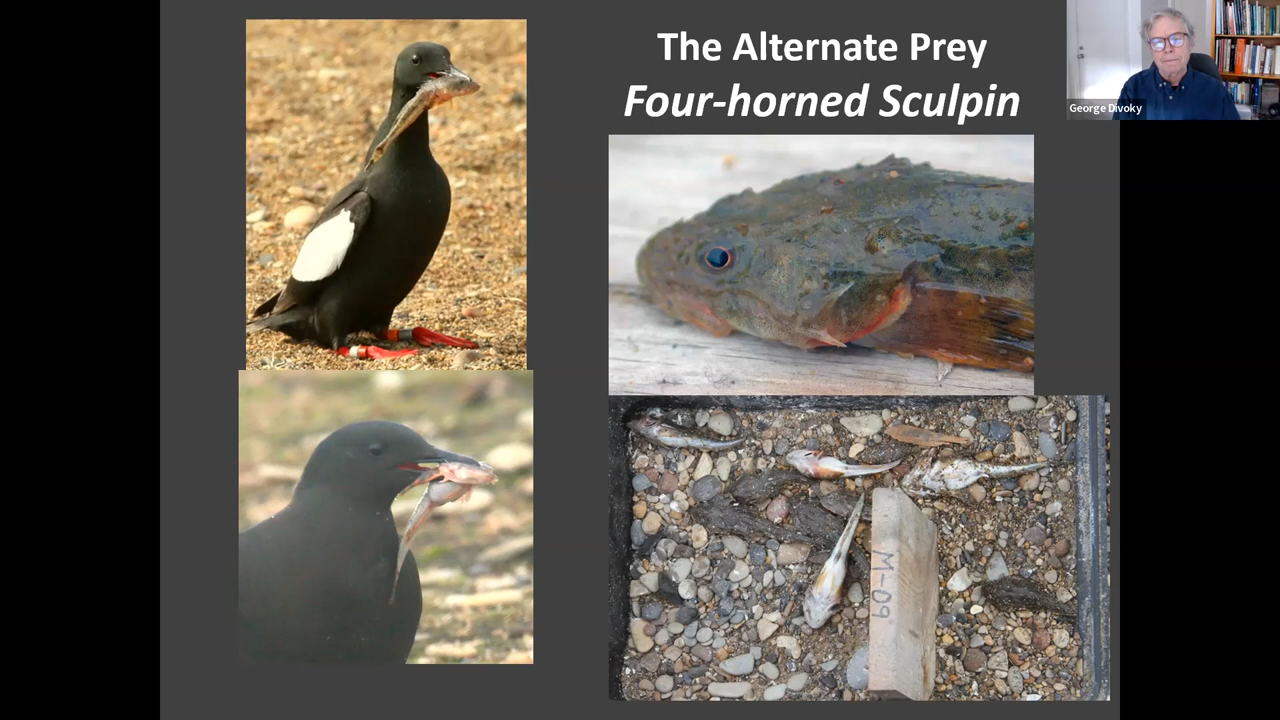 The Alternate Prey
Four-horned Sculpin
George Divoky
M-09